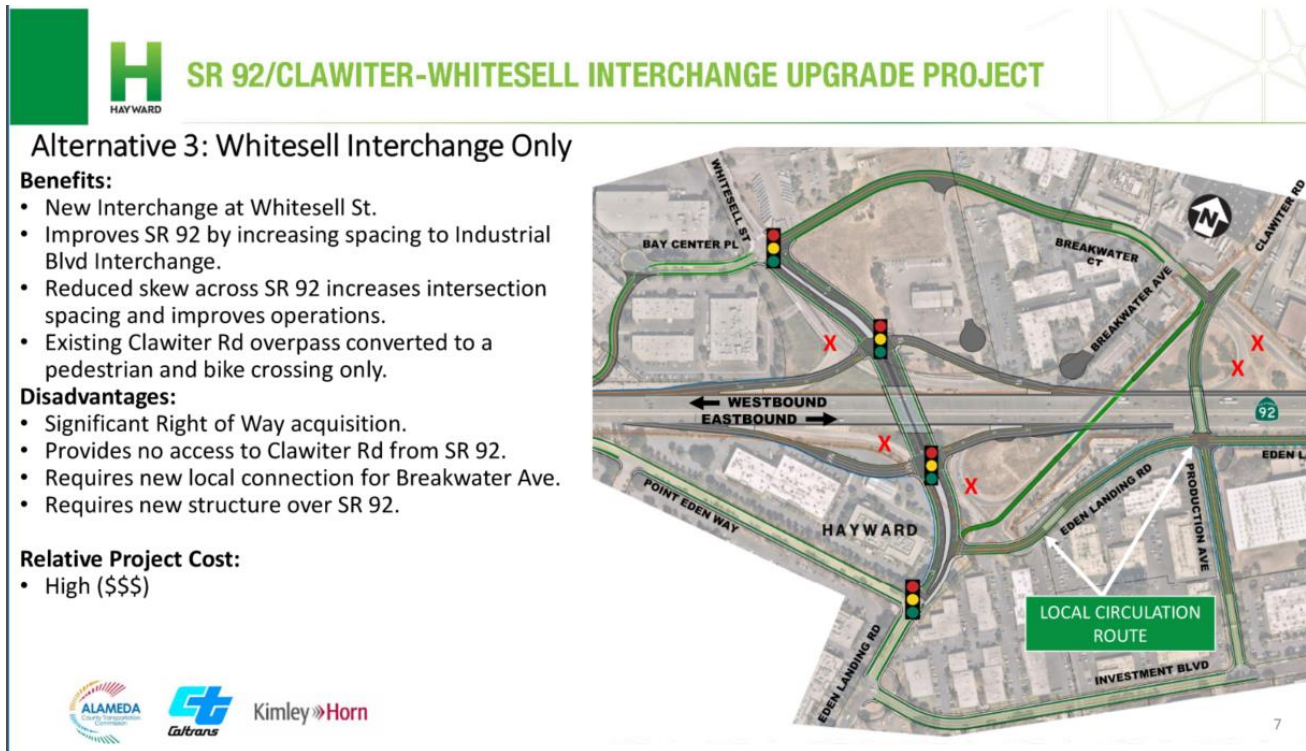 H
HAYWARD
SR 92/CLAWITER-WHITESELL INTERCHANGE UPGRADE PROJECT
Alternative 3: Whitesell Interchange Only
Benefits:
• New Interchange at Whitesell St.
• Improves SR 92 by increasing spacing to Industrial
Blvd Interchange.
• Reduced skew across SR 92 increases intersection
spacing and improves operations.
• Existing Clawiter Rd overpass converted to a
pedestrian and bike crossing only.
Disadvantages:
• Significant Right of Way acquisition.
• Provides no access to Clawiter Rd from SR 92.
• Requires new local connection for Breakwater Ave.
• Requires new structure over SR 92.
Relative Project Cost:
• High ($$$)
WHITESELL ST
BAY CENTER PL
BREAKWATER
CT
CLAWITER RD
N
BREAKWATER AVE
X
X
X
WESTBOUND
EASTBOUND
92
X
X
EDEN L
POINT EDEN WAY
HAYWARD
EDEN LANDING RD
PRODUCTION AVE
LOCAL CIRCULATION
ROUTE
EDEN LANDING RD
INVESTMENT BLVD
ALAMEDA
County Transportation
Commission
ct
Caltrans
Kimley»Horn
7